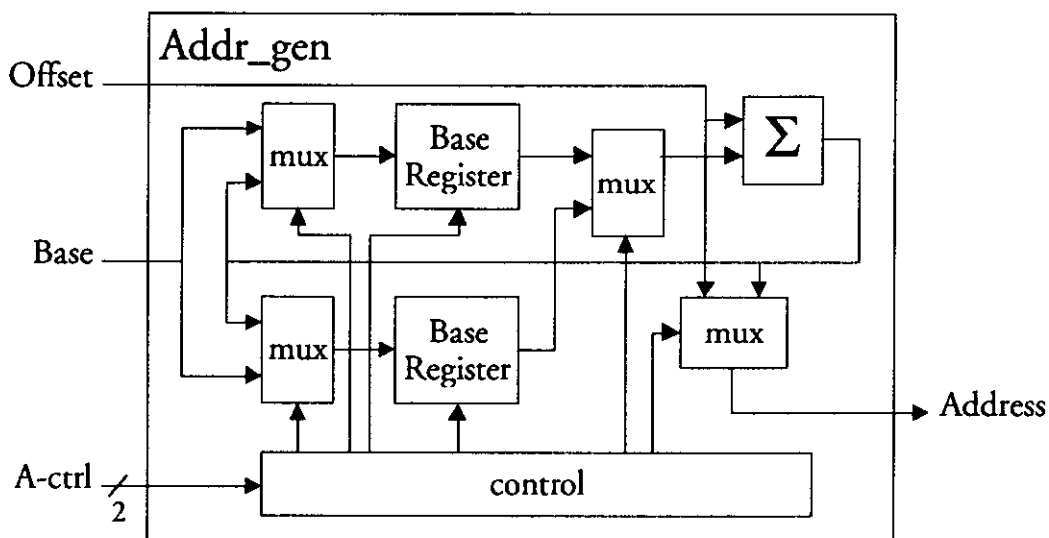 Addr_gen
Offset
mux
Base
Register
mux
Σ
Base
mux
Base
Register
mux
Address
A-ctrl
2
control